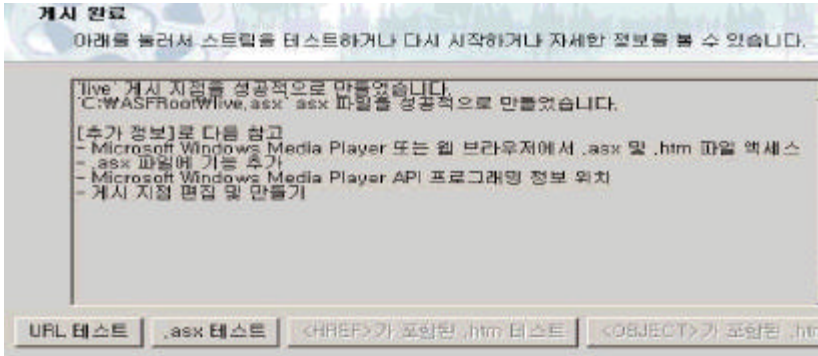 게시 완료
아래를 눌러서 스트림을 테스트하거나 다시 시작하거나 자세한 정보를 볼 수 있습니다.
'live' 게시 지점을 성공적으로 만들었습니다.
'C:₩ASFRoot₩live.asx' asx 파일을 성공적으로 만들었습니다.
[추가 정보]로 다음 참고
- Microsoft Windows Media Player 또는 웹 브라우저에서 .asx 및 .htm 파일 액세스
- .asx 파일에 기능 추가
- Microsoft Windows Media Player API 프로그래밍 정보 위치
- 게시 지점 편집 및 만들기
URL 테스트 .asx 테스트 <HREF>가 포함된 .htm 테스트 <OBJECT>가 포함된 .htm